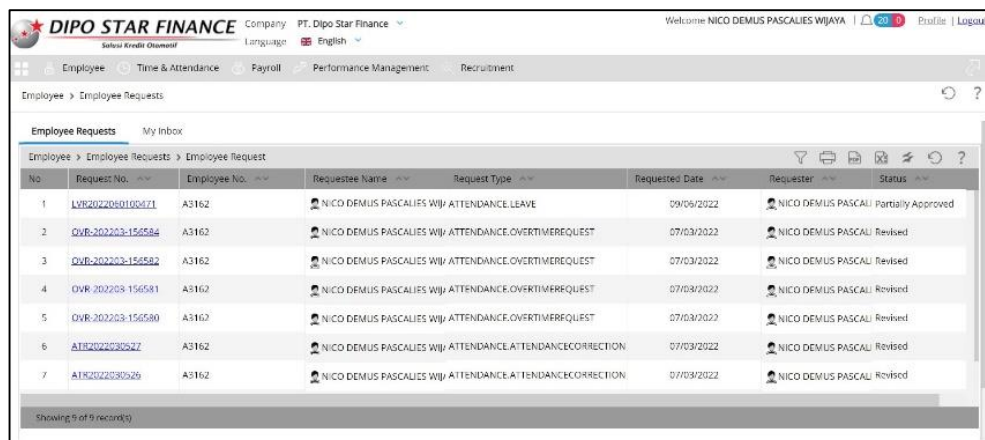 DIPO STAR FINANCE
Solusi Kredit Otomotif
Company PT. Dipo Star Finance
Language English
Welcome NICO DEMUS PASCALIES WIJAYA | 20 0 Profile | Logout
Employee Time & Attendance Payroll Performance Management Recruitment
Employee > Employee Requests ?
Employee Requests My Inbox
Employee > Employee Requests > Employee Request ?
No Request No. Employee No. Requestee Name Request Type Requested Date Requester Status
1 LVR2022060100471 A3162 NICO DEMUS PASCALIES WIJ ATTENDANCE.LEAVE 09/06/2022 NICO DEMUS PASCAL Partially Approved
2 OVR-202203-156584 A3162 NICO DEMUS PASCALIES WIJ ATTENDANCE.OVERTIMEREQUEST 07/03/2022 NICO DEMUS PASCAL Revised
3 OVR-202203-156582 A3162 NICO DEMUS PASCALIES WIJ ATTENDANCE.OVERTIMEREQUEST 07/03/2022 NICO DEMUS PASCAL Revised
4 OVR-202203-156581 A3162 NICO DEMUS PASCALIES WIJ ATTENDANCE.OVERTIMEREQUEST 07/03/2022 NICO DEMUS PASCAL Revised
5 OVR-202203-156580 A3162 NICO DEMUS PASCALIES WIJ ATTENDANCE.OVERTIMEREQUEST 07/03/2022 NICO DEMUS PASCAL Revised
6 ATR2022030527 A3162 NICO DEMUS PASCALIES WIJ ATTENDANCE.ATTENDANCECORRECTION 07/03/2022 NICO DEMUS PASCAL Revised
7 ATR2022030526 A3162 NICO DEMUS PASCALIES WIJ ATTENDANCE.ATTENDANCECORRECTION 07/03/2022 NICO DEMUS PASCAL Revised
Showing 9 of 9 record(s)